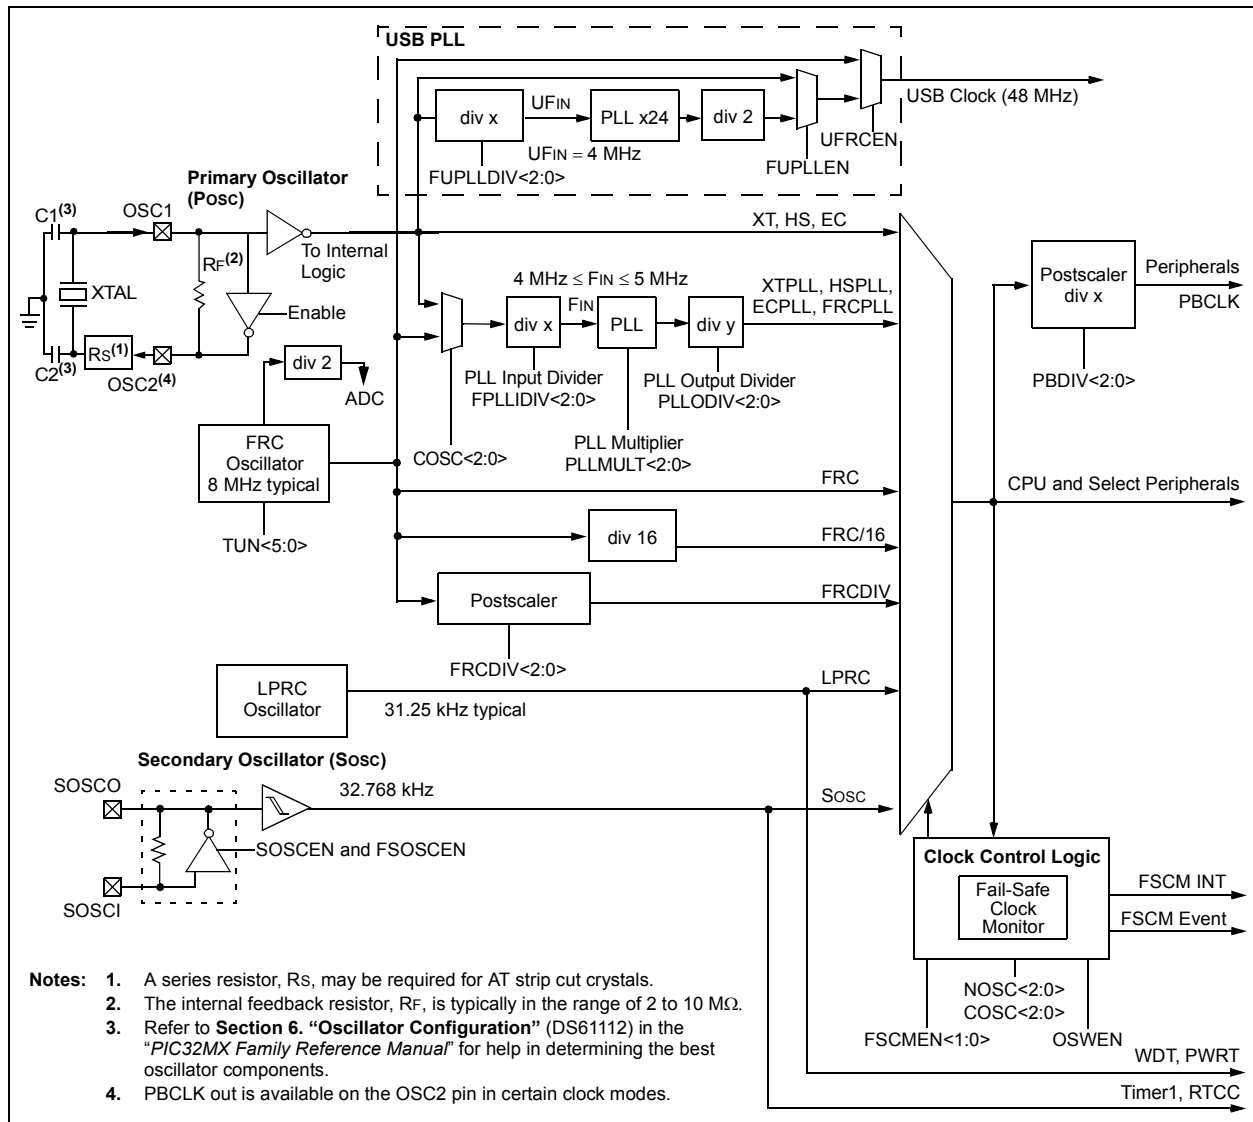 USB PLL
USB Clock (48 MHz)
div x
UFIN
PLL x24
div 2
UFIN = 4 MHz
UFRCEN
FUPLLEN
FUPLLDIV<2:0>
Primary Oscillator
(POSC)
C1(3)
OSC1
XT, HS, EC
To Internal
Logic
RF(2)
XTAL
Enable
4 MHz ≤ FIN ≤ 5 MHz
FIN
div x
PLL
div y
XTPLL, HSPLL,
ECPLL, FRCPLL
Postscaler
div x
Peripherals
PBCLK
PBDIV<2:0>
RS(1)
C2(3)
OSC2(4)
div 2
ADC
PLL Input Divider
FPLLIDIV<2:0>
PLL Output Divider
PLLODIV<2:0>
PLL Multiplier
PLLMULT<2:0>
COSC<2:0>
FRC
Oscillator
8 MHz typical
TUN<5:0>
FRC
CPU and Select Peripherals
div 16
FRC/16
Postscaler
FRCDIV
FRCDIV<2:0>
LPRC
Oscillator
31.25 kHz typical
LPRC
Secondary Oscillator (SOSC)
SOSCO
32.768 kHz
SOSC
SOSCEN and FSOSCEN
SOSCI
Clock Control Logic
Fail-Safe
Clock
Monitor
FSCM INT
FSCM Event
NOSC<2:0>
COSC<2:0>
FSCMEN<1:0>
OSWEN
WDT, PWRT
Timer1, RTCC
Notes: 1. A series resistor, RS, may be required for AT strip cut crystals.
2. The internal feedback resistor, RF, is typically in the range of 2 to 10 MΩ.
3. Refer to Section 6. “Oscillator Configuration” (DS61112) in the
“PIC32MX Family Reference Manual” for help in determining the best
oscillator components.
4. PBCLK out is available on the OSC2 pin in certain clock modes.